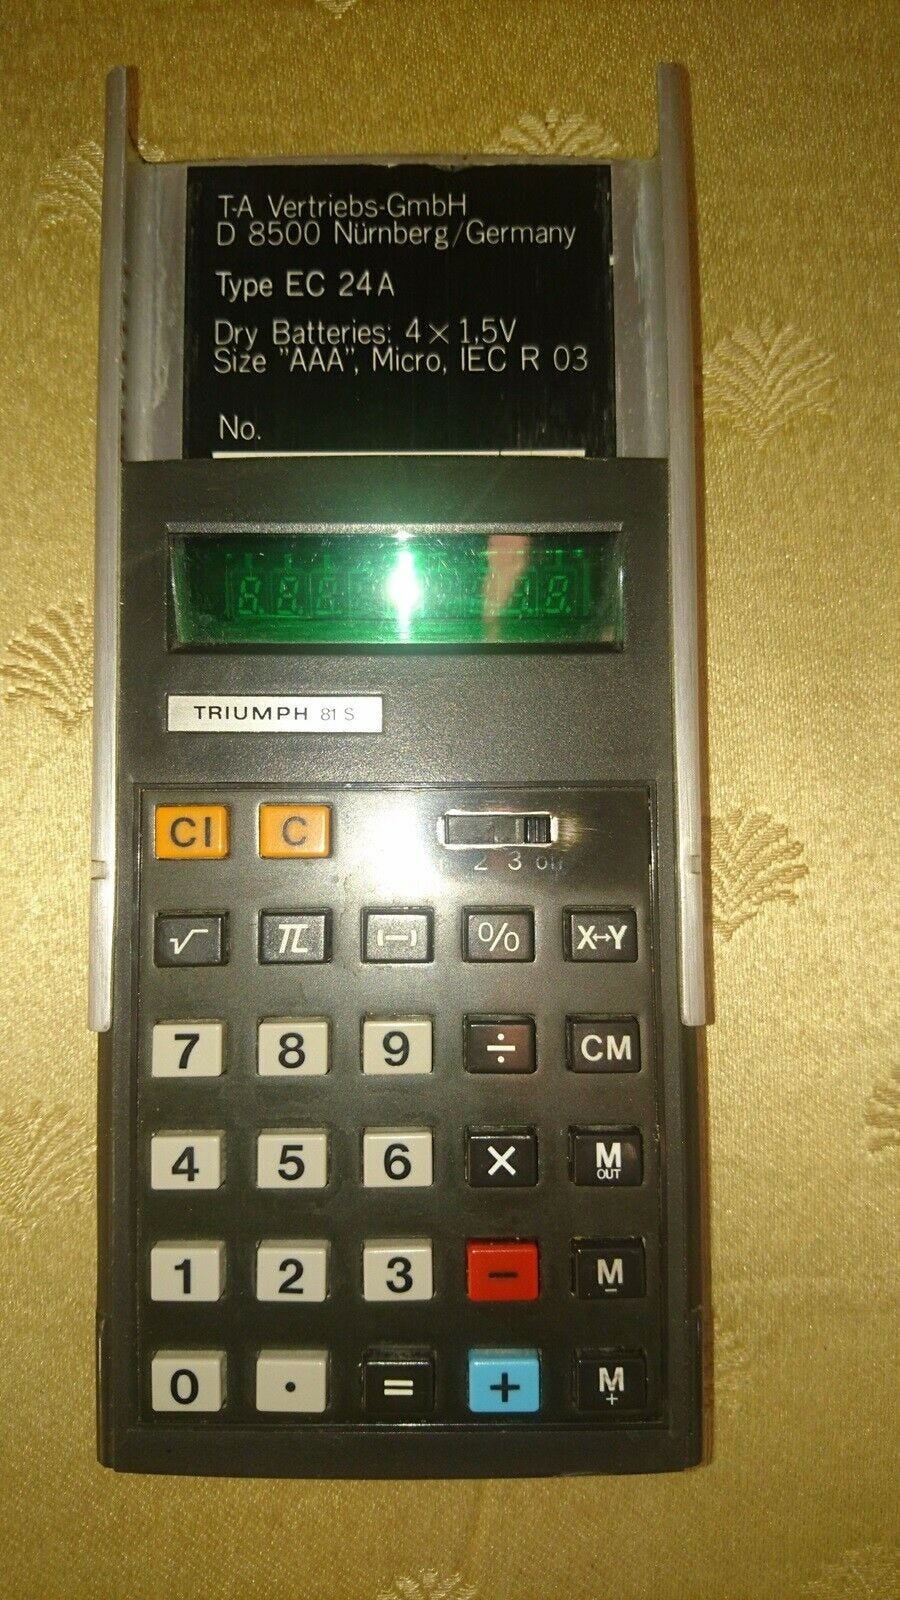 T-A Vertriebs-GmbH
D 8500 Nürnberg/Germany
Type EC 24 A
Dry Batteries: 4 × 1,5V
Size "AAA", Micro, IEC R 03
No.
TRIUMPH 81 S
CI C
2 3 off
√ π (−) % X↔Y
7 8 9 ÷ CM
4 5 6 × M OUT
1 2 3 − M −
0 . = + M +